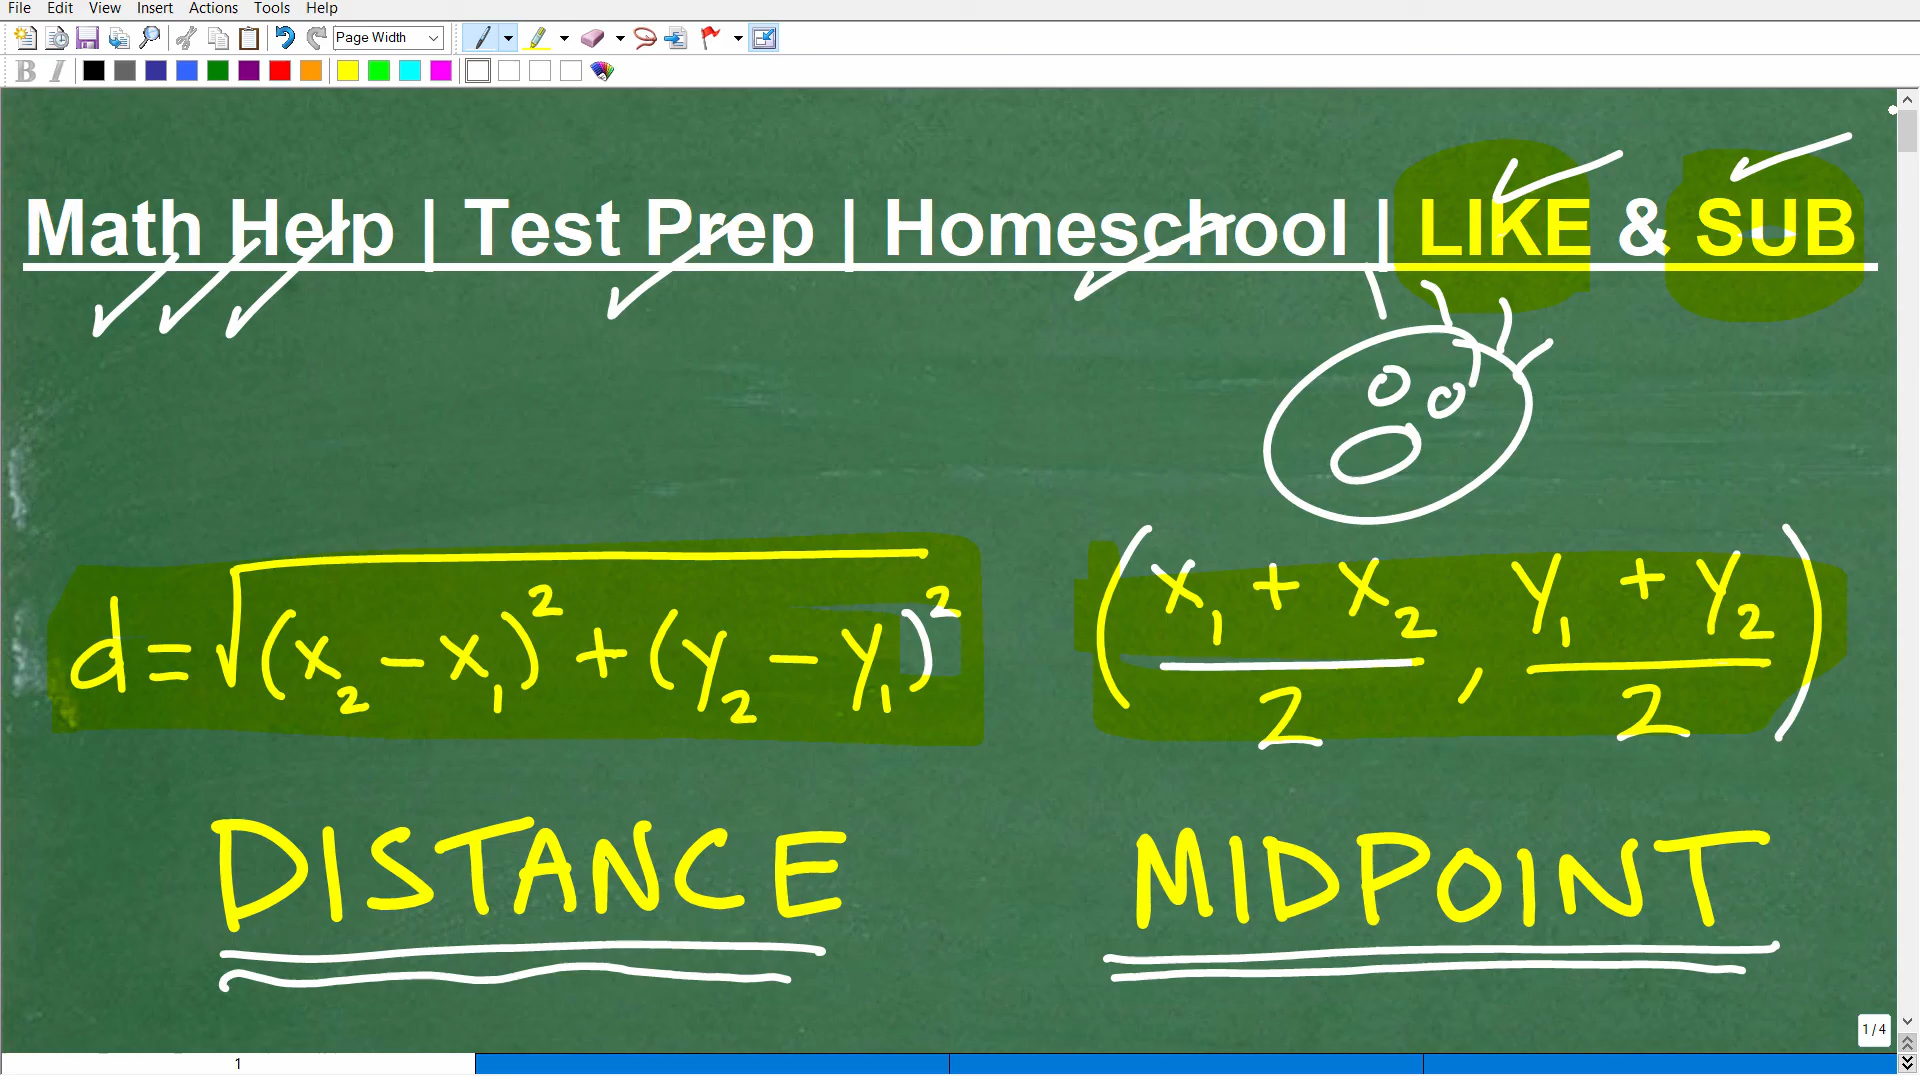 File Edit View Insert Actions Tools Help
Page Width
B I
Math Help | Test Prep | Homeschool | LIKE & SUB
d = √(x₂ - x₁)² + (y₂ - y₁)²
(x₁ + x₂ / 2 , y₁ + y₂ / 2)
DISTANCE MIDPOINT
1 / 4
1